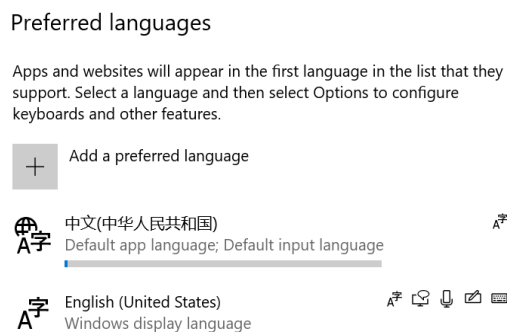 Preferred languages
Apps and websites will appear in the first language in the list that they
support. Select a language and then select Options to configure
keyboards and other features.
Add a preferred language
中文(中华人民共和国)
Default app language; Default input language
English (United States)
Windows display language